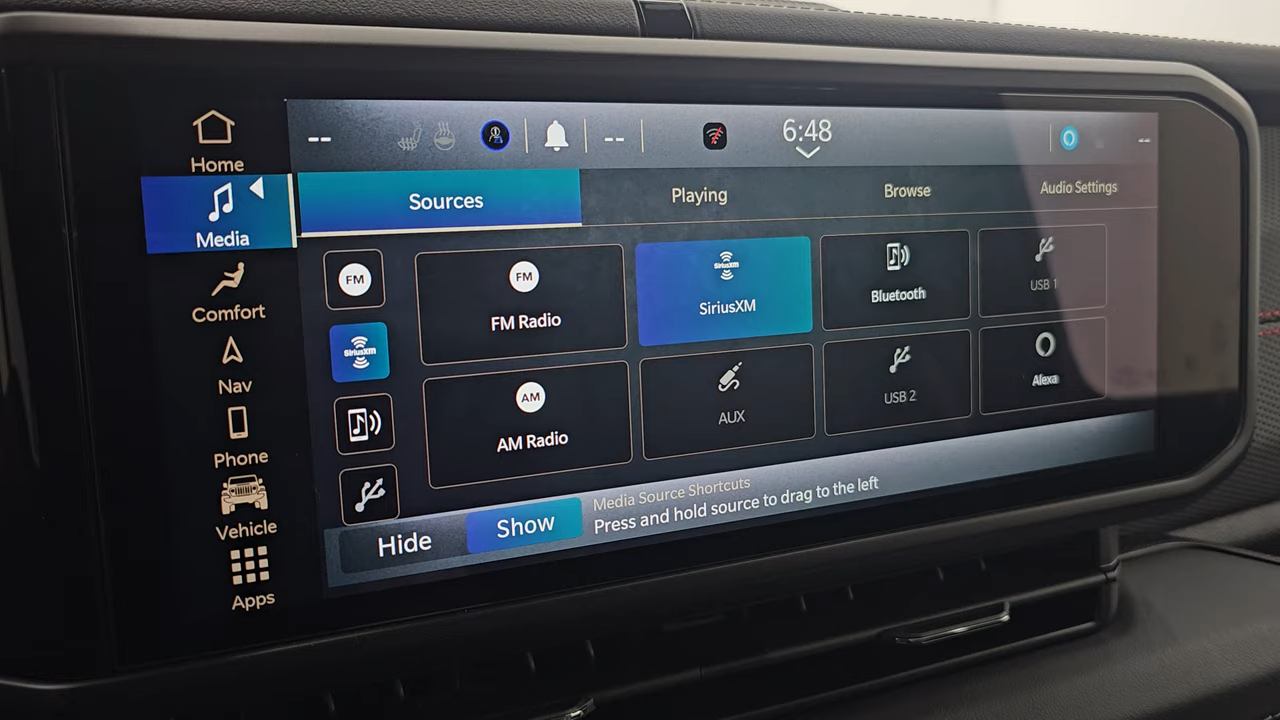 Home
Media
Comfort
Nav
Phone
Vehicle
Apps
--
--
6:48
--
Sources
Playing
Browse
Audio Settings
FM
SiriusXM
FM
FM Radio
SiriusXM
SiriusXM
Bluetooth
USB 1
AM
AM Radio
AUX
USB 2
Alexa
Hide
Show
Media Source Shortcuts
Press and hold source to drag to the left